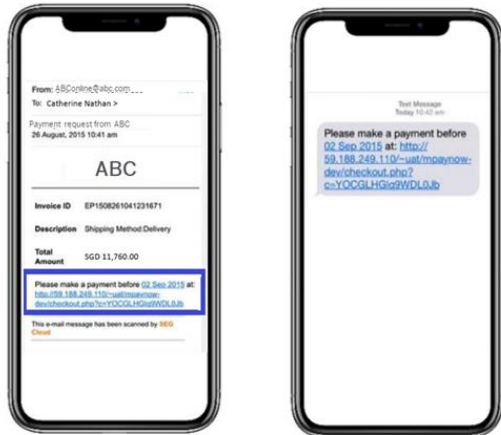 From: ABConline@abc.com
To: Catherine Nathan >
Payment request from ABC
26 August, 2015 10:41 am
ABC
Invoice ID EP1508261041231671
Description Shipping Method:Delivery
Total
Amount SGD 11,760.00
Please make a payment before 02 Sep 2015 at:
http://59.188.249.110/~uat/mpaynow-
dev/checkout.php?c=YOCGLHGlq9WDL0Jb
This e-mail message has been scanned by SEG
Cloud
Text Message
Today 10:42 am
Please make a payment before
02 Sep 2015 at: http://
59.188.249.110/~uat/mpaynow-
dev/checkout.php?
c=YOCGLHGlq9WDL0Jb